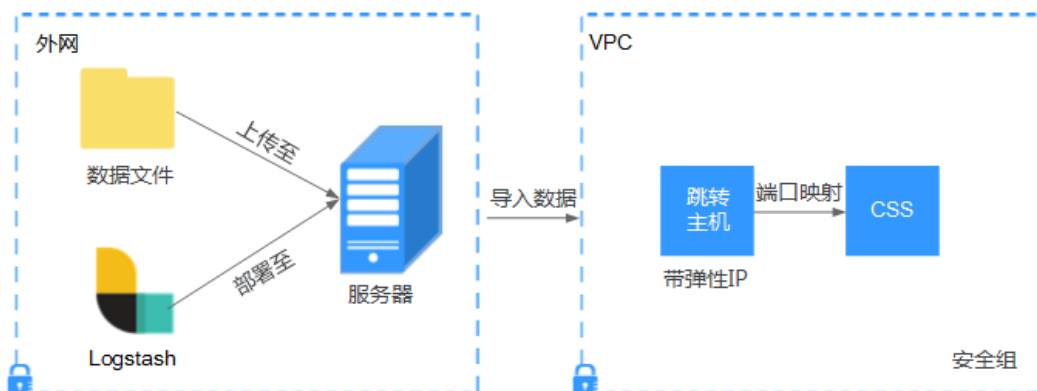 外网
数据文件
上传至
部署至
Logstash
服务器
导入数据
VPC
跳转
主机
端口映射
CSS
带弹性IP
安全组